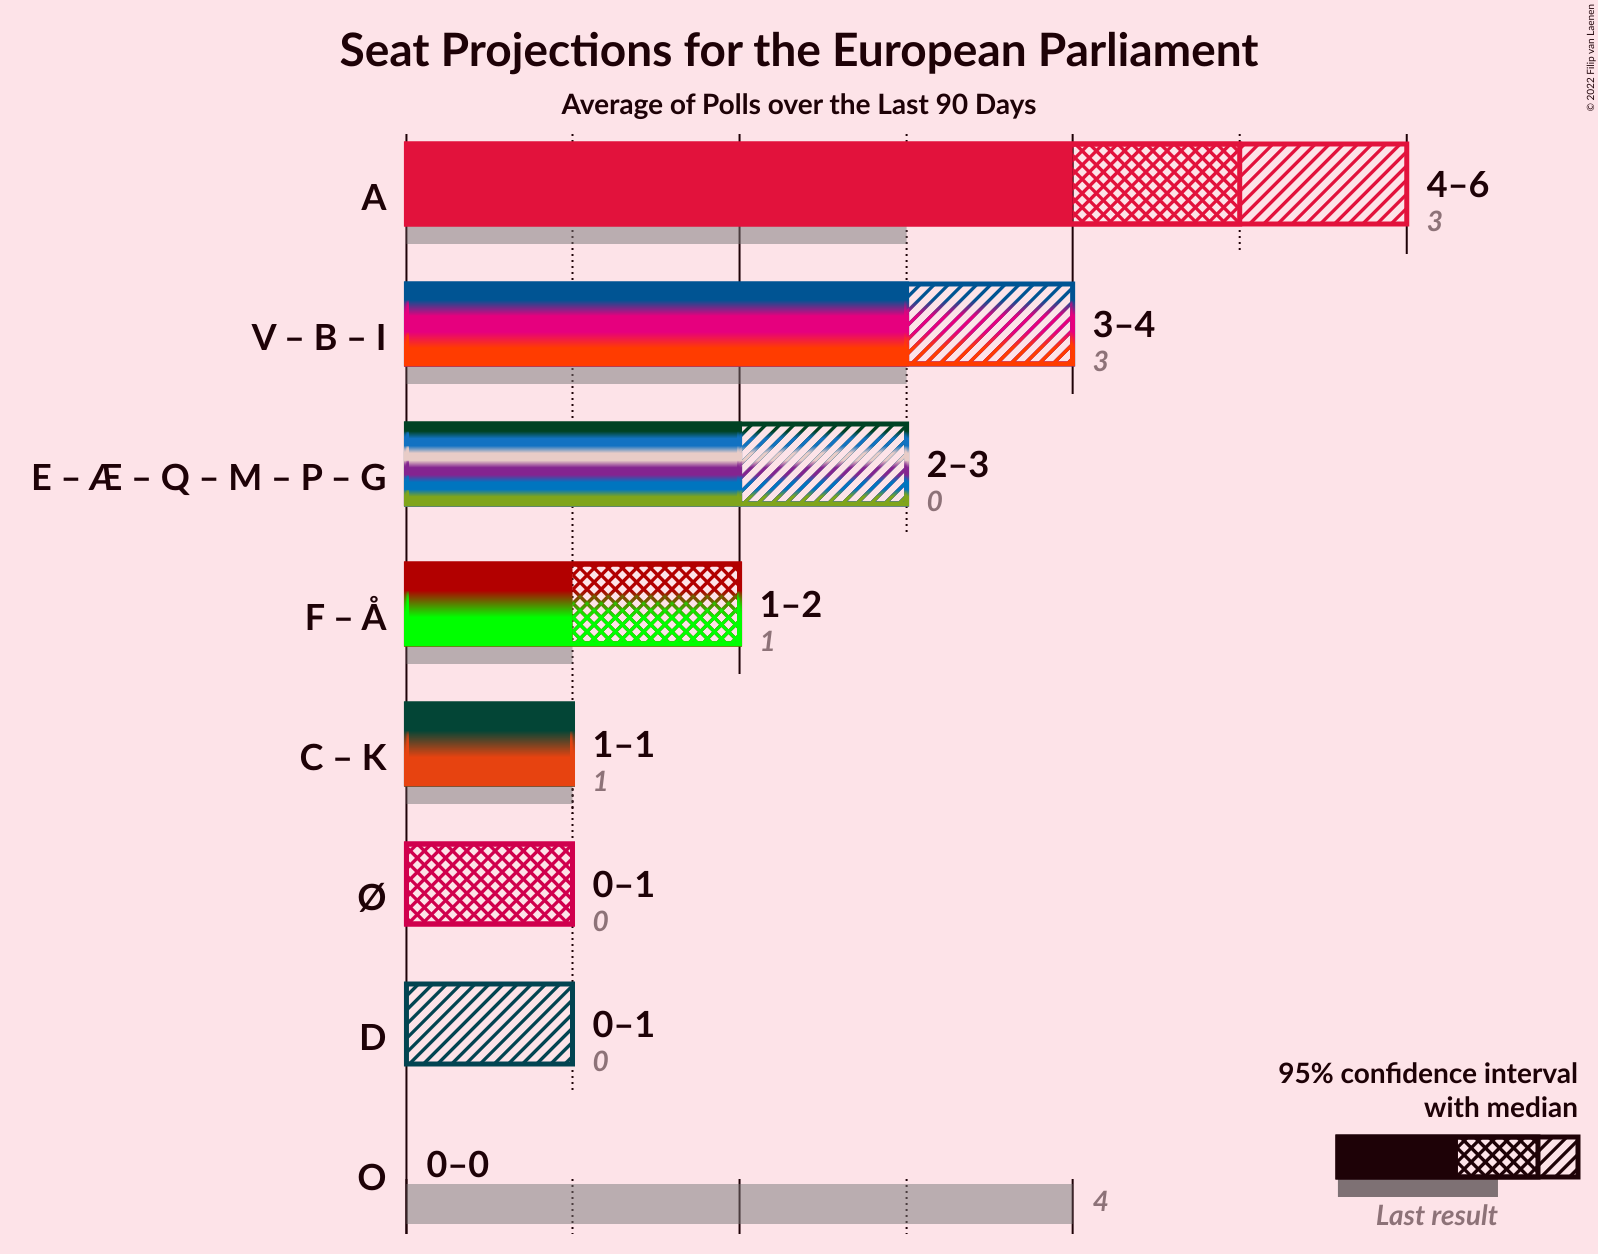 Seat Projections for the European Parliament
Average of Polls over the Last 90 Days
© 2022 Filip van Laenen
A
4–6
3
V – B – I
3–4
3
E – Æ – Q – M – P – G
2–3
0
F – Å
1–2
1
C – K
1–1
1
Ø
0–1
0
D
0–1
0
O
0–0
4
95% confidence interval
with median
Last result